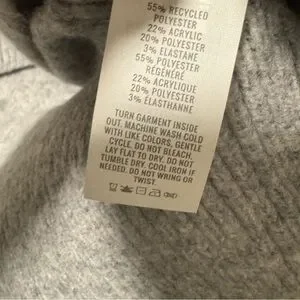 55% RECYCLED
POLYESTER
22% ACRYLIC
20% POLYESTER
3% ELASTANE
55% POLYESTER
REGÉNÉRÉ
22% ACRYLIQUE
20% POLYESTER
3% ÉLASTHANNE
TURN GARMENT INSIDE
OUT. MACHINE WASH COLD
WITH LIKE COLORS, GENTLE
CYCLE. DO NOT BLEACH.
LAY FLAT TO DRY. DO NOT
TUMBLE DRY. COOL IRON IF
NEEDED. DO NOT WRING OR
TWIST.